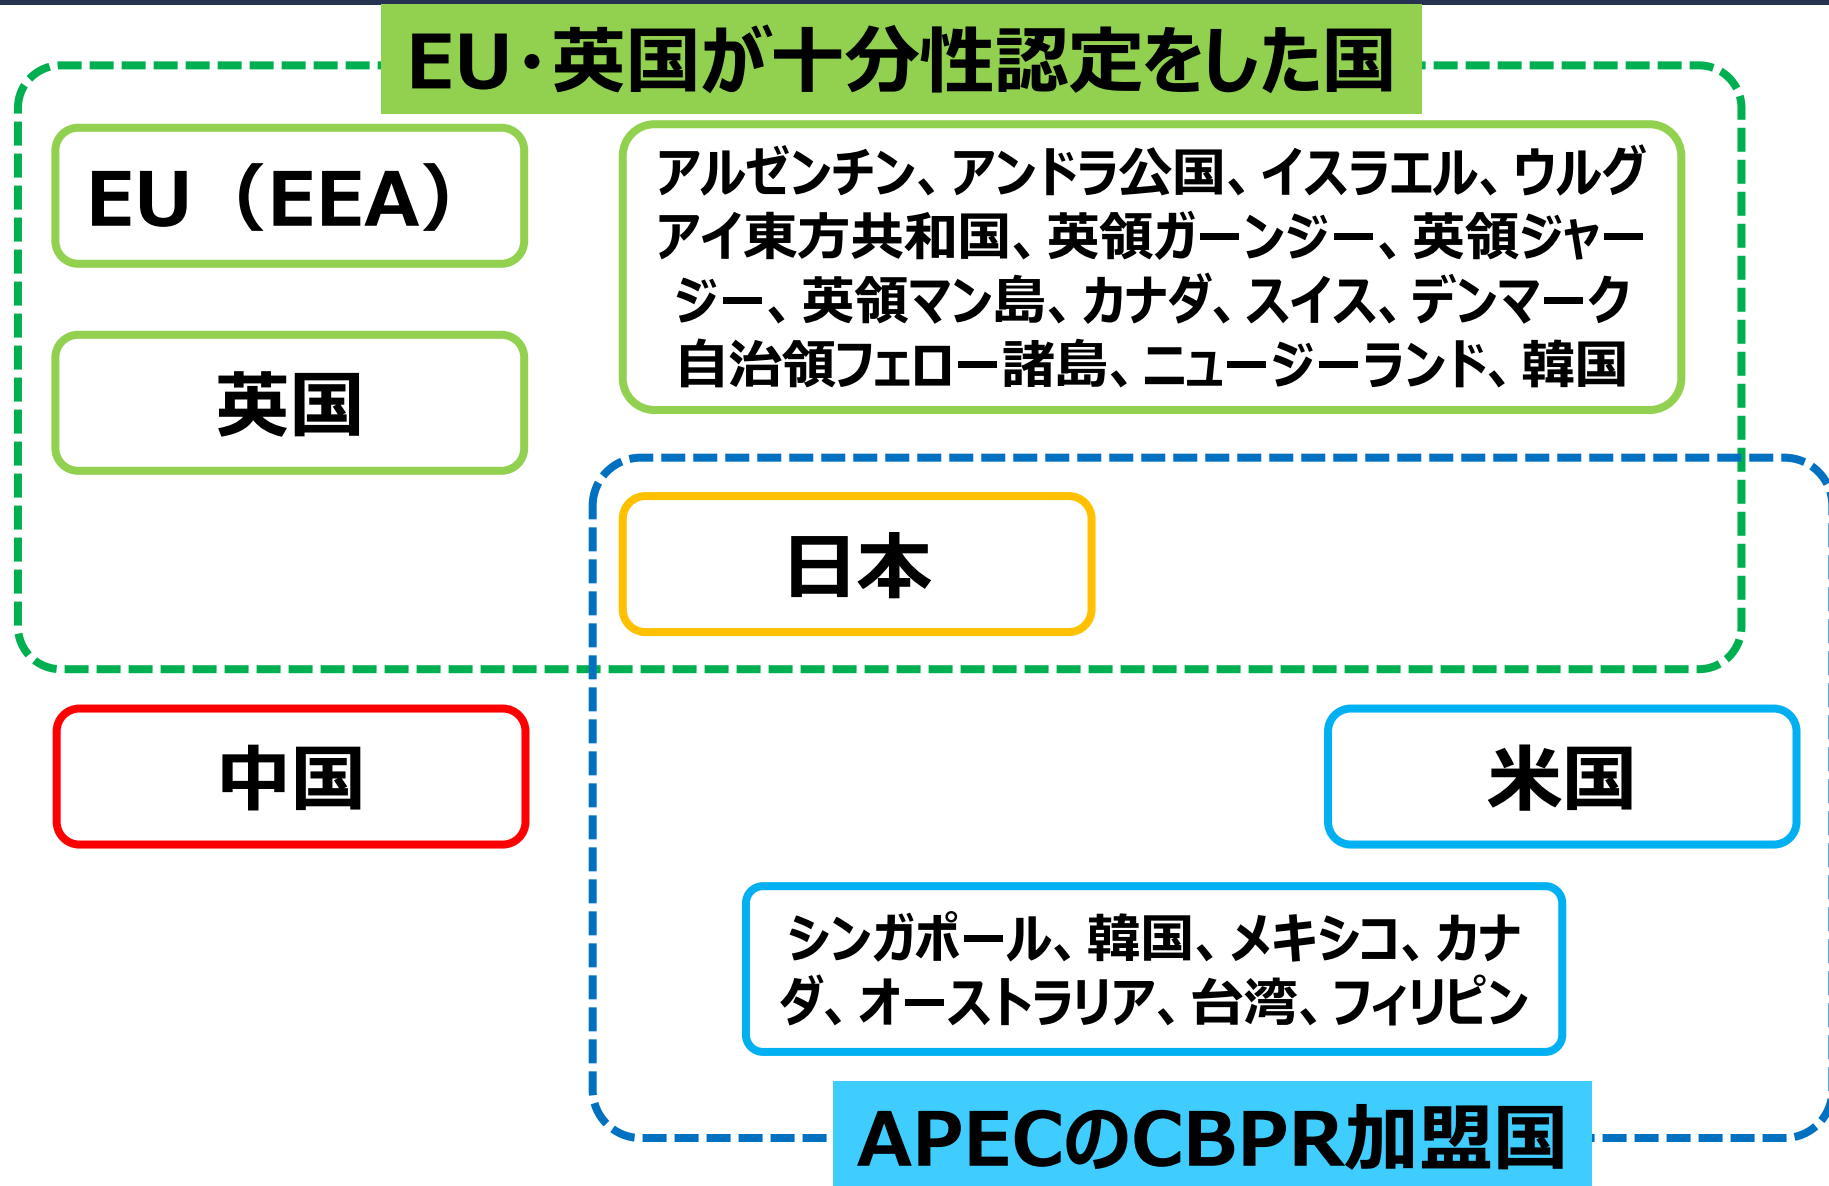 EU・英国が十分性認定をした国
EU（EEA）
アルゼンチン、アンドラ公国、イスラエル、ウルグ
アイ東方共和国、英領ガーンジー、英領ジャー
ジー、英領マン島、カナダ、スイス、デンマーク
自治領フェロー諸島、ニュージーランド、韓国
英国
日本
中国
米国
シンガポール、韓国、メキシコ、カナ
ダ、オーストラリア、台湾、フィリピン
APECのCBPR加盟国